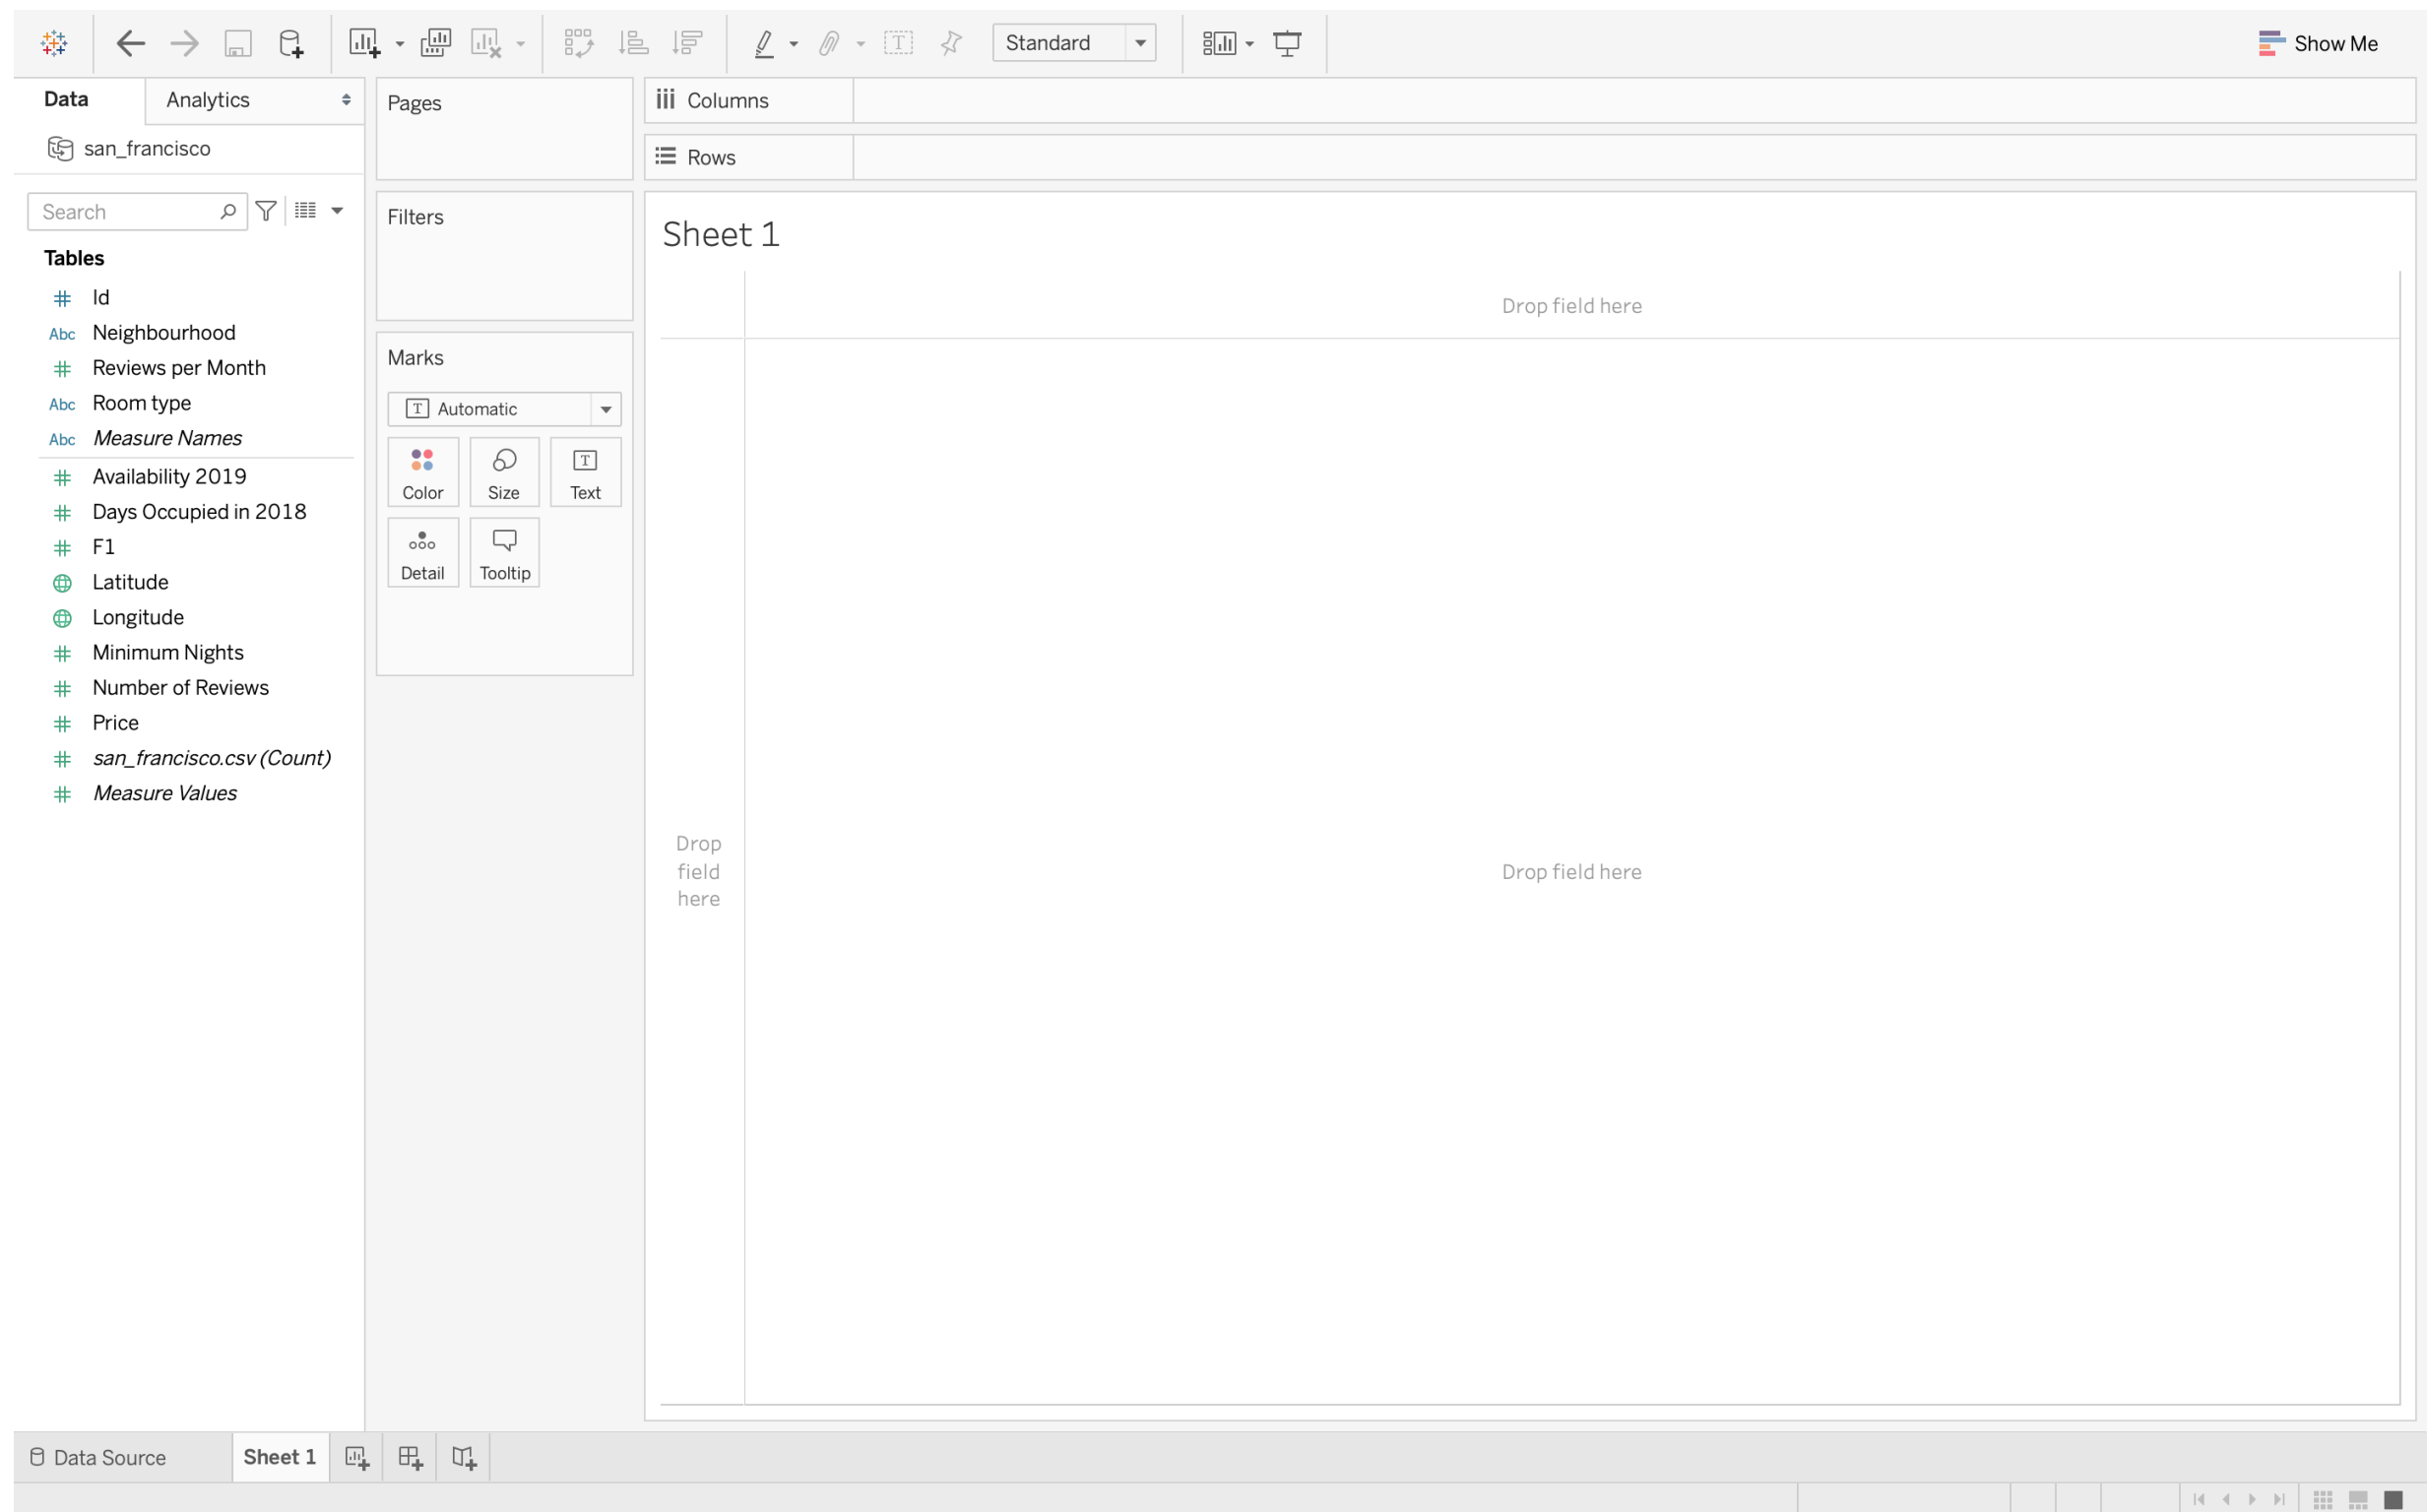 Standard
Show Me
Data
Analytics
san_francisco
Search
Tables
Id
Abc Neighbourhood
Reviews per Month
Abc Room type
Abc Measure Names
Availability 2019
Days Occupied in 2018
F1
Latitude
Longitude
Minimum Nights
Number of Reviews
Price
san_francisco.csv (Count)
Measure Values
Pages
Filters
Marks
T Automatic
Color
Size
T
Text
Detail
Tooltip
Columns
Rows
Sheet 1
Drop field here
Drop
field
here
Drop field here
Data Source
Sheet 1